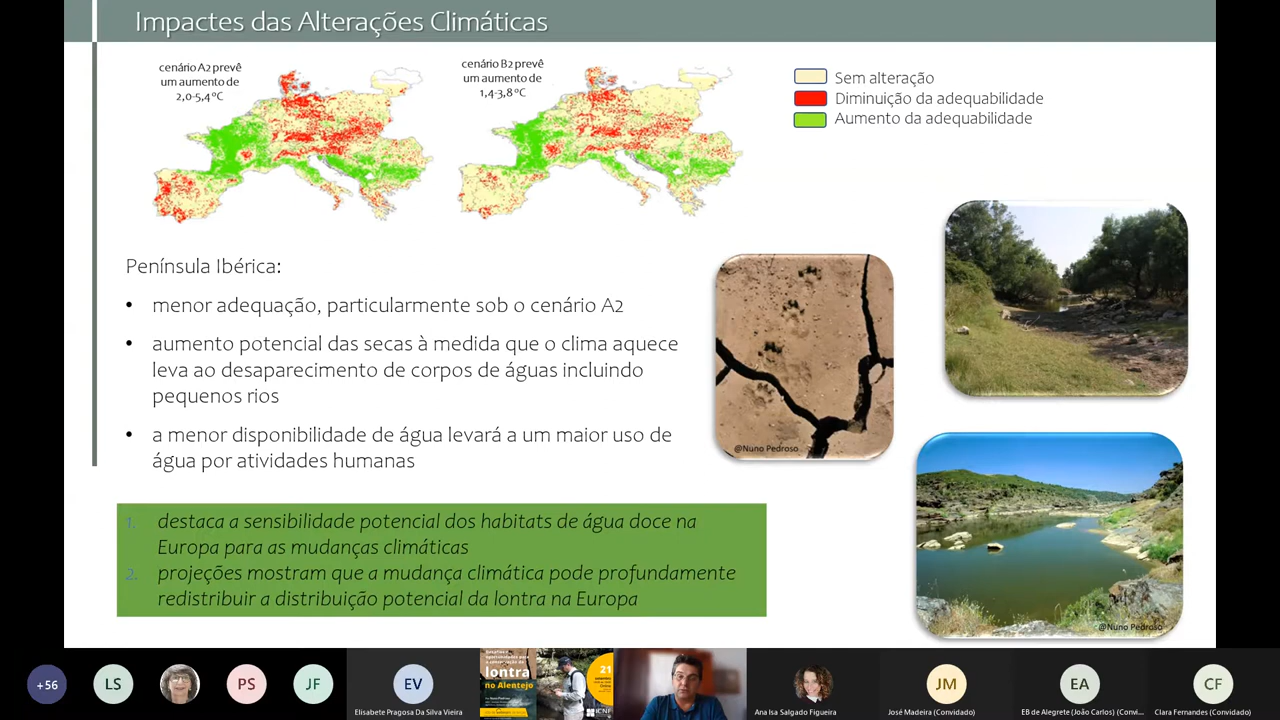 Impactes das Alterações Climáticas
cenário A2 prevê
um aumento de
2,0-5,4 ºC
cenário B2 prevê
um aumento de
1,4-3,8 ºC
Sem alteração
Diminuição da adequabilidade
Aumento da adequabilidade
Península Ibérica:
• menor adequação, particularmente sob o cenário A2
• aumento potencial das secas à medida que o clima aquece
leva ao desaparecimento de corpos de águas incluindo
pequenos rios
• a menor disponibilidade de água levará a um maior uso de
água por atividades humanas
@Nuno Pedroso
@Nuno Pedroso
1. destaca a sensibilidade potencial dos habitats de água doce na
Europa para as mudanças climáticas
2. projeções mostram que a mudança climática pode profundamente
redistribuir a distribuição potencial da lontra na Europa
+56
LS
PS
JF
EV
Elisabete Pragosa Da Silva Vieira
oportunidades para
lontra
no Alentejo
21
ICNF
Ana Isa Salgado Figueira
JM
José Madeira (Convidado)
EA
EB de Alegrete (João Carlos) (Convi...
CF
Clara Fernandes (Convidado)